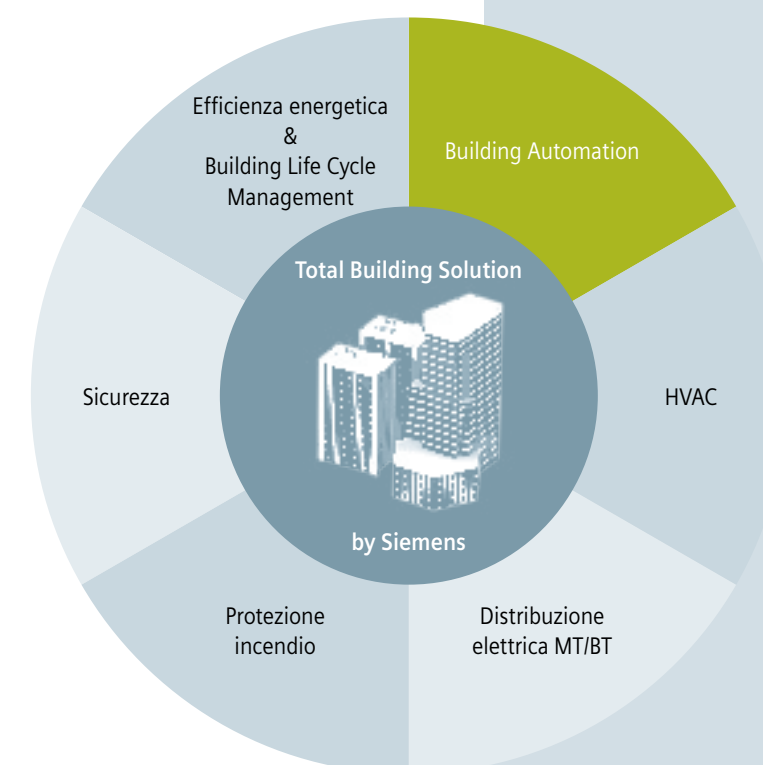 Efficienza energetica
&
Building Life Cycle
Management
Building Automation
Total Building Solution
Sicurezza
HVAC
by Siemens
Protezione
incendio
Distribuzione
elettrica MT/BT